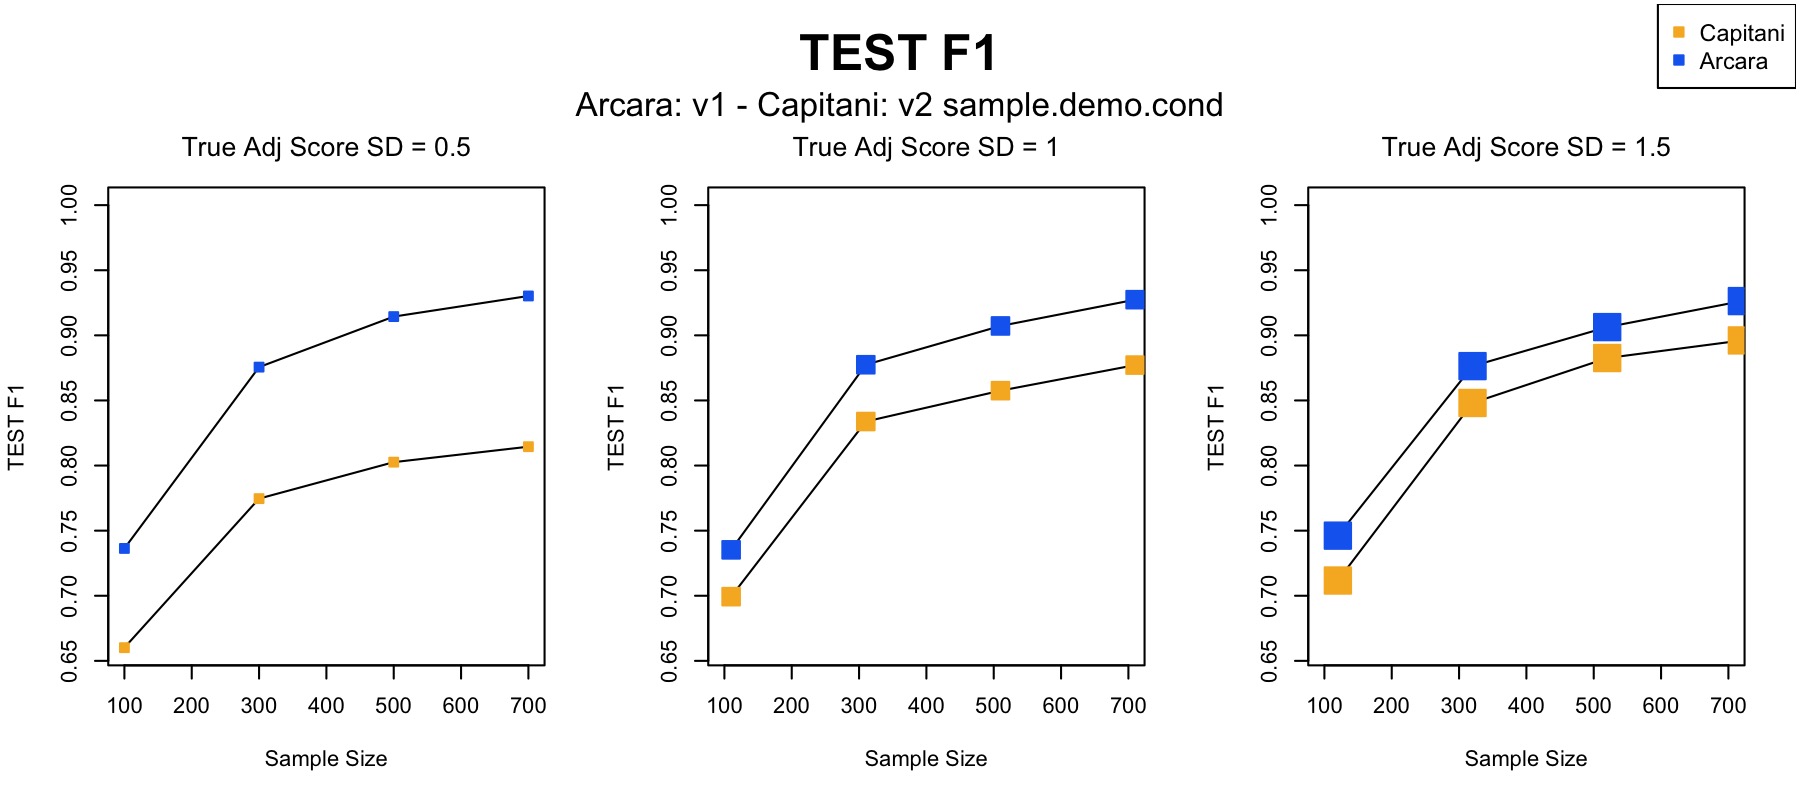 TEST F1
Arcara: v1 - Capitani: v2 sample.demo.cond
Capitani
Arcara
True Adj Score SD = 0.5
TEST F1
1.00
0.95
0.90
0.85
0.80
0.75
0.70
0.65
100 200 300 400 500 600 700
Sample Size
True Adj Score SD = 1
TEST F1
1.00
0.95
0.90
0.85
0.80
0.75
0.70
0.65
100 200 300 400 500 600 700
Sample Size
True Adj Score SD = 1.5
TEST F1
1.00
0.95
0.90
0.85
0.80
0.75
0.70
0.65
100 200 300 400 500 600 700
Sample Size